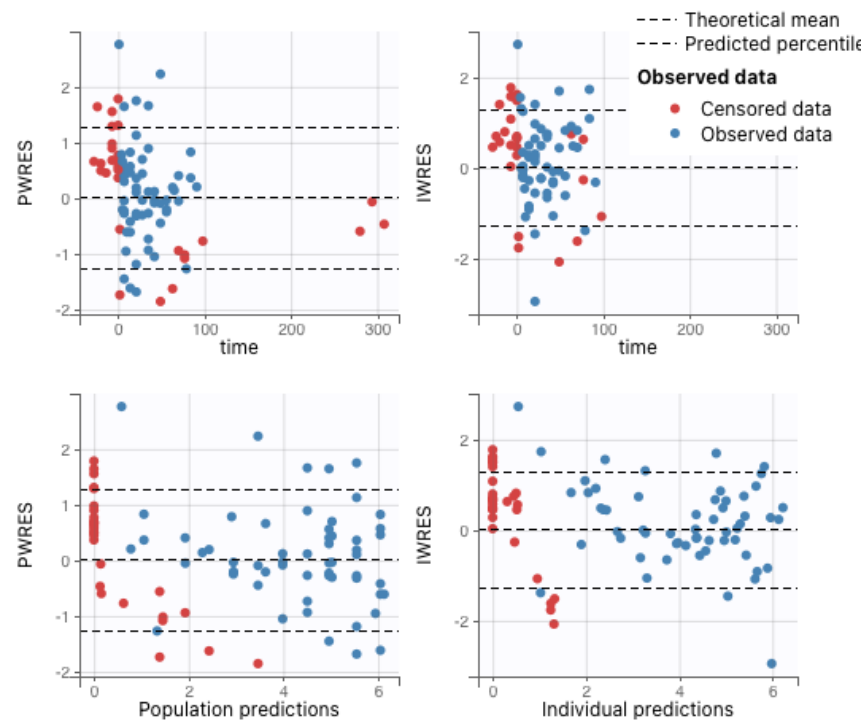 Theoretical mean
Predicted percentile
Observed data
Censored data
Observed data
PWRES
2
1
0
-1
-2
0
100
200
300
time
IWRES
2
0
-2
0
100
200
300
time
PWRES
2
1
0
-1
-2
0
2
4
6
Population predictions
IWRES
2
0
-2
0
2
4
6
Individual predictions